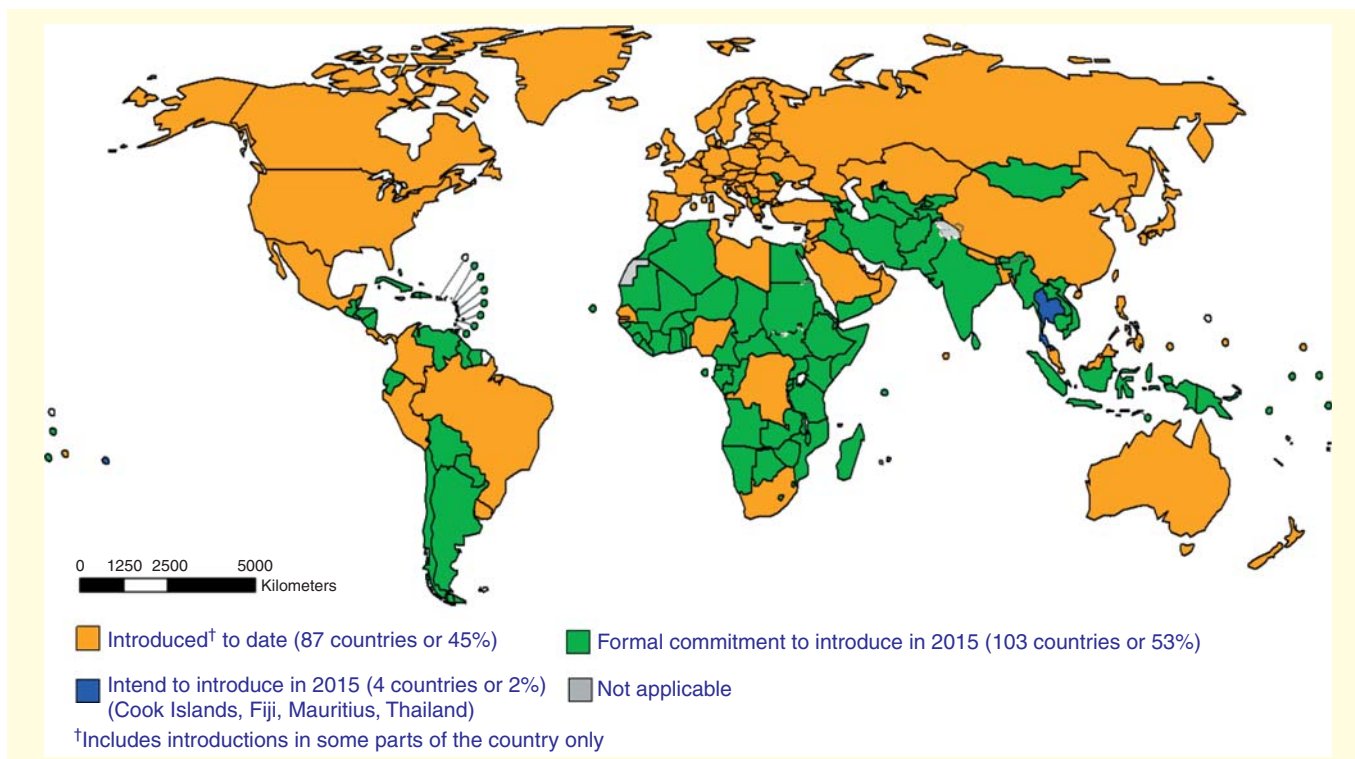 0 1250 2500 5000
Kilometers
Introduced† to date (87 countries or 45%)
Formal commitment to introduce in 2015 (103 countries or 53%)
Intend to introduce in 2015 (4 countries or 2%)
(Cook Islands, Fiji, Mauritius, Thailand)
Not applicable
†Includes introductions in some parts of the country only